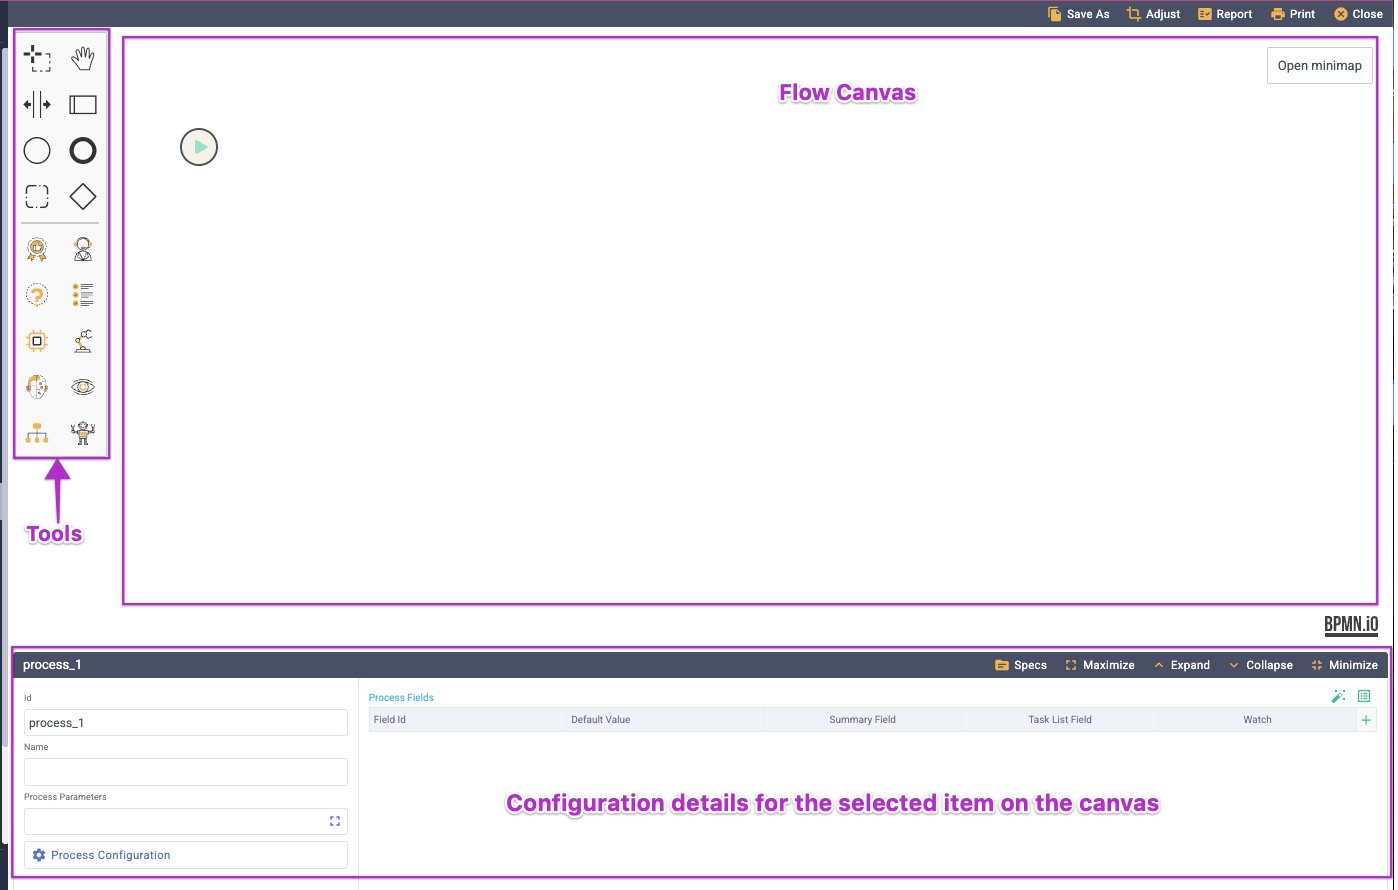 Save As Adjust Report Print Close
Open minimap
Flow Canvas
Tools
BPMN.iO
process_1 Specs Maximize Expand Collapse Minimize
Id
process_1
Name
Process Parameters
Process Configuration
Process Fields
Field Id Default Value Summary Field Task List Field Watch
Configuration details for the selected item on the canvas